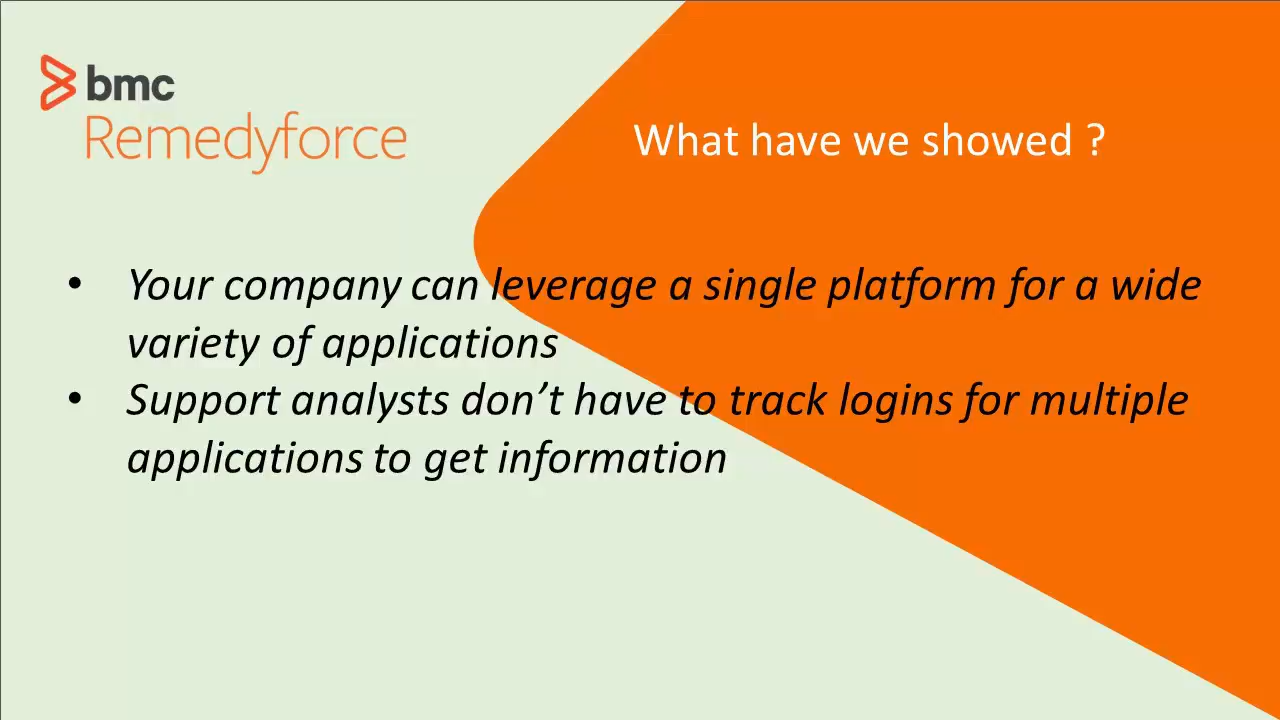 bmc
Remedyforce
What have we showed ?
• Your company can leverage a single platform for a wide
variety of applications
• Support analysts don’t have to track logins for multiple
applications to get information